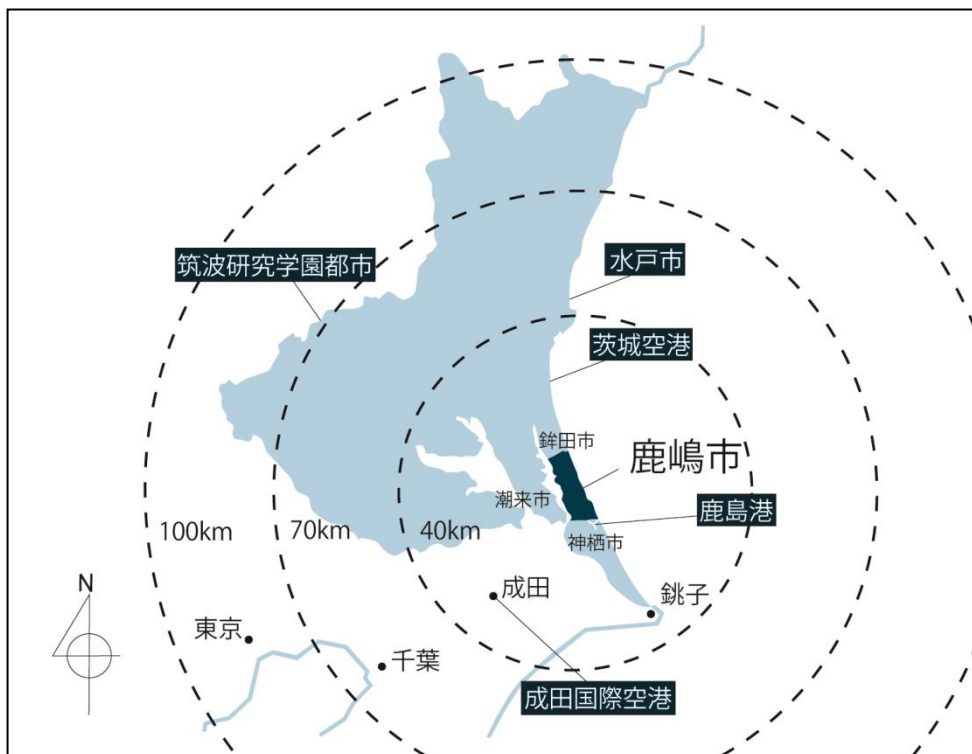 水戸市
筑波研究学園都市
茨城空港
鉾田市
鹿嶋市
潮来市
鹿島港
100km
70km
40km
神栖市
N
成田
銚子
東京
千葉
成田国際空港